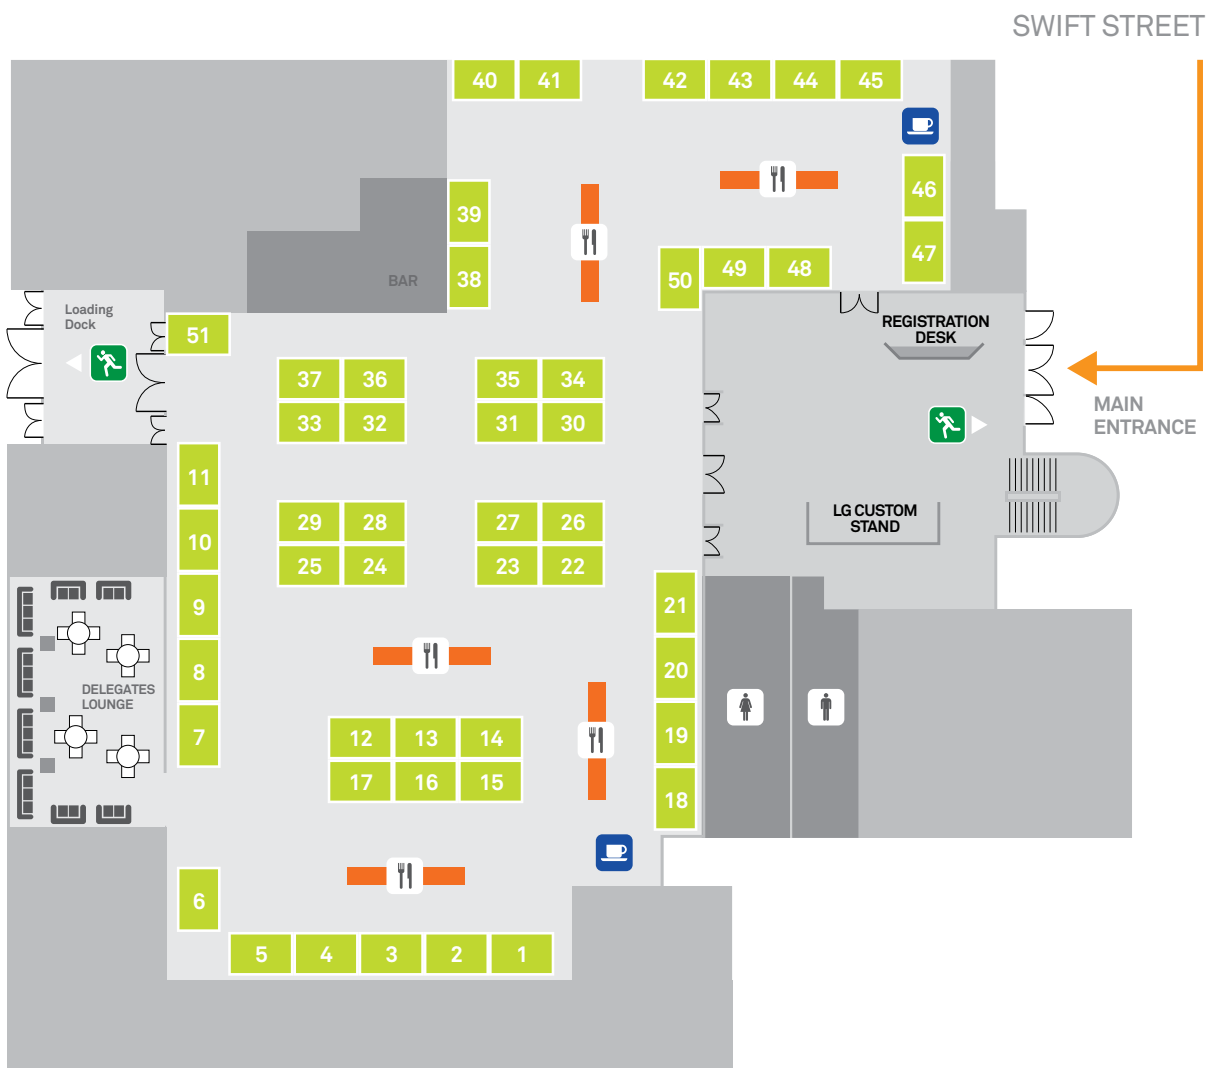 SWIFT STREET
40 41 42 43 44 45
46
39
47
38
BAR
50 49 48
Loading
Dock
51
REGISTRATION
DESK
37 36 35 34
33 32 31 30
MAIN
ENTRANCE
11
29 28 27 26
LG CUSTOM
STAND
10
25 24 23 22
9
21
8
20
DELEGATES
LOUNGE
7
12 13 14
19
17 16 15
18
6
5 4 3 2 1